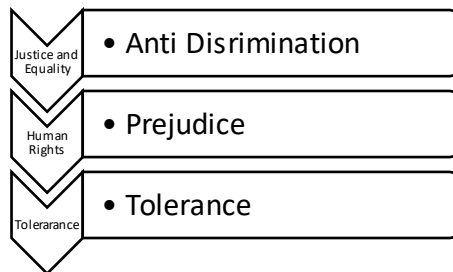 Justice and
Equality
• Anti Disrimination
Human
Rights
• Prejudice
Tolerarance
• Tolerance